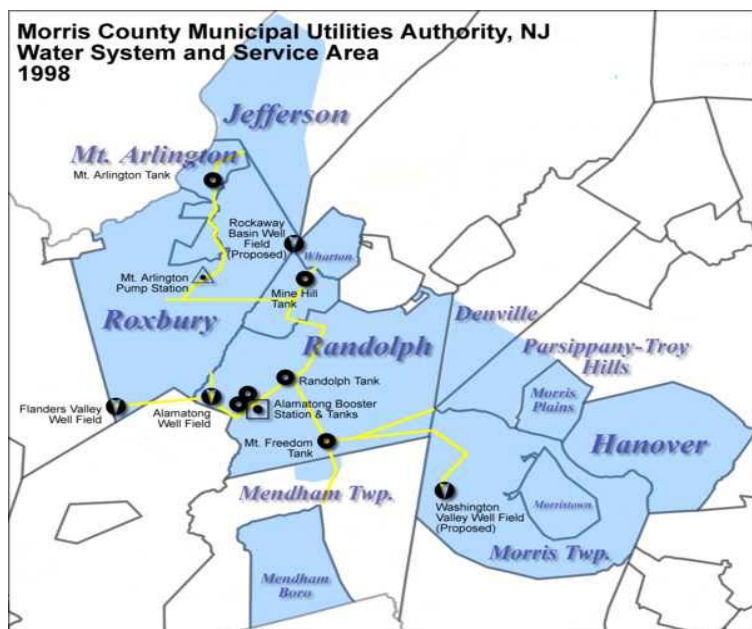 Morris County Municipal Utilities Authority, NJ
Water System and Service Area
1998
Jefferson
Mt. Arlington
Mt. Arlington Tank
Rockaway
Basin Well
Field
(Proposed)
Wharton
Mt. Arlington
Pump Station
Mine Hill
Tank
Roxbury
Denville
Randolph
Parsippany-Troy
Hills
Randolph Tank
Morris
Plains
Flanders Valley
Well Field
Alamatong
Well Field
Alamatong Booster
Station & Tanks
Hanover
Mt. Freedom
Tank
Mendham Twp.
Washington
Valley Well Field
(Proposed)
Morristown
Morris Twp.
Mendham
Boro